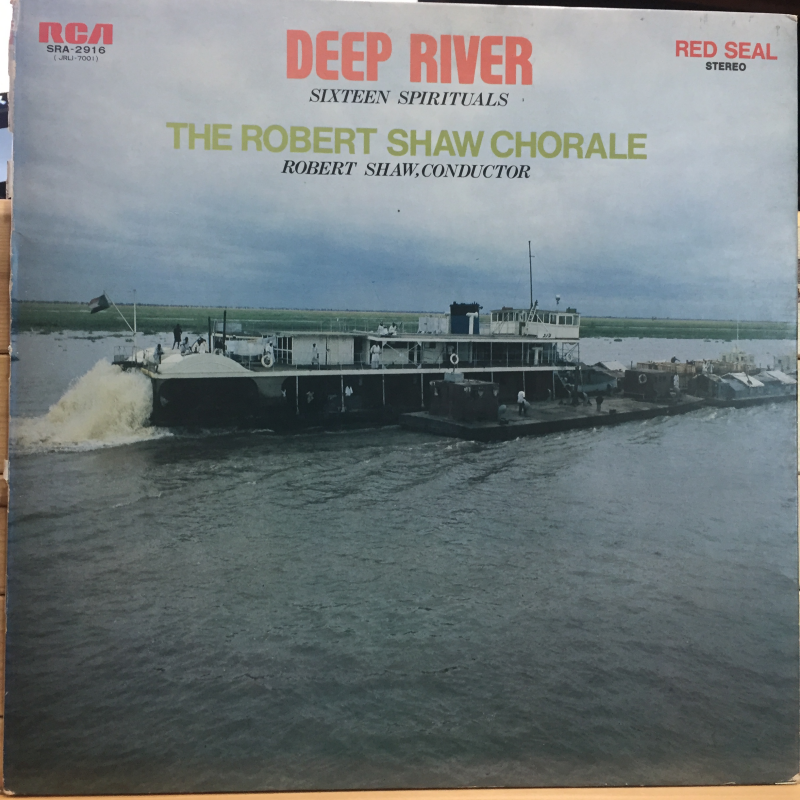 RCA
SRA-2916
(JRLI-7001)
DEEP RIVER
SIXTEEN SPIRITUALS
RED SEAL
STEREO
THE ROBERT SHAW CHORALE
ROBERT SHAW, CONDUCTOR